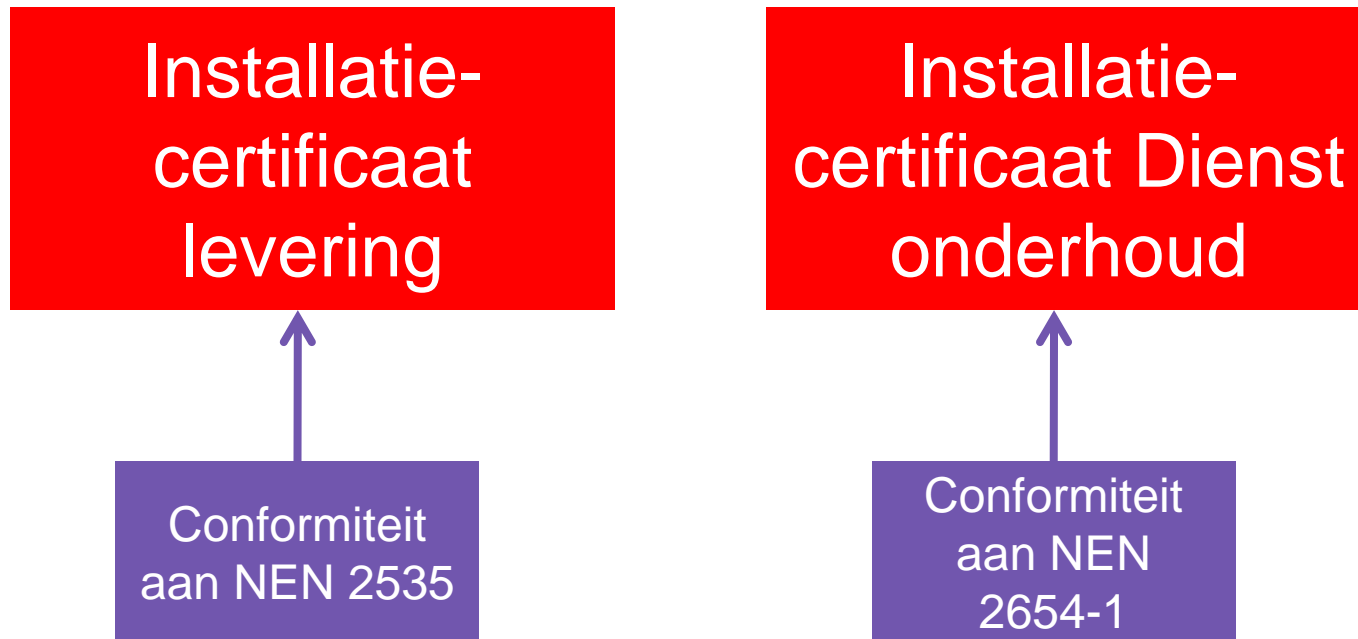 Installatie-
certificaat
levering
Installatie-
certificaat Dienst
onderhoud
Conformiteit
aan NEN 2535
Conformiteit
aan NEN
2654-1